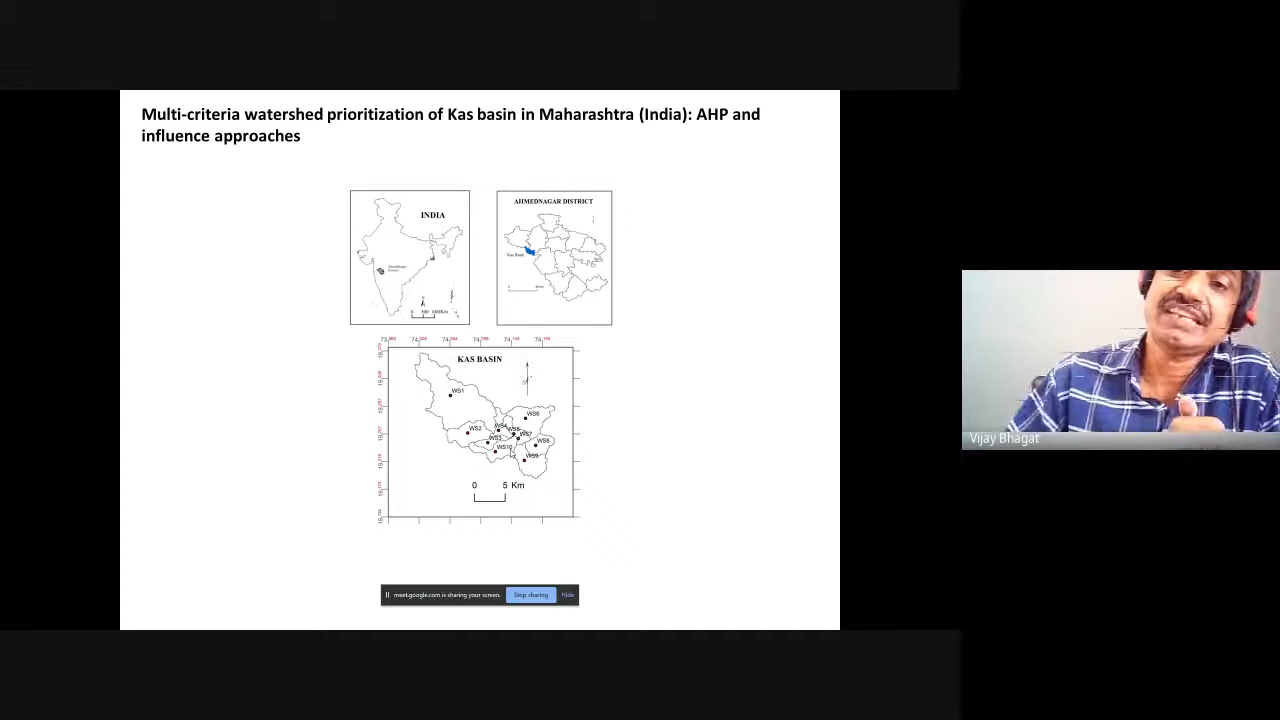 Multi-criteria watershed prioritization of Kas basin in Maharashtra (India): AHP and
influence approaches
INDIA
AHMEDNAGAR DISTRICT
Kas Basin
KAS BASIN
WS1
WS6
WS2
WS7
WS3
WS8
WS10
WS9
0 5 Km
Vijay Bhagat
meet.google.com is sharing your screen.
Stop sharing
Hide